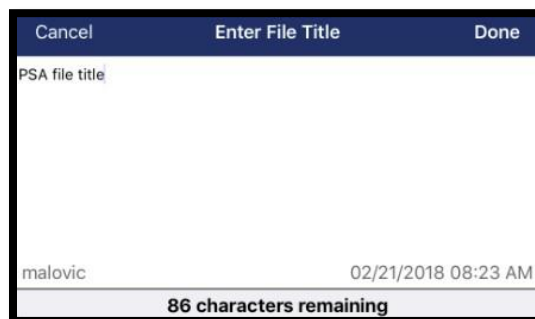 Cancel Enter File Title Done
PSA file title
malovic 02/21/2018 08:23 AM
86 characters remaining